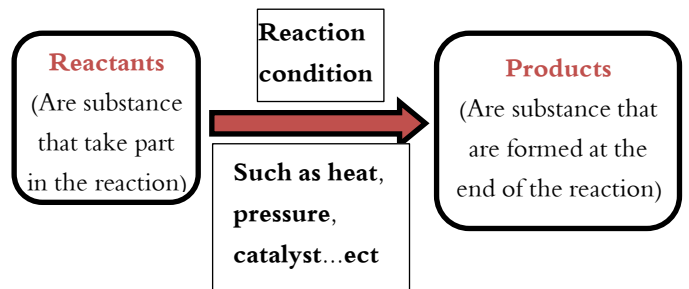 Reactants
(Are substance
that take part
in the reaction)
Reaction
condition
Such as heat,
pressure,
catalyst...ect
Products
(Are substance that
are formed at the
end of the reaction)